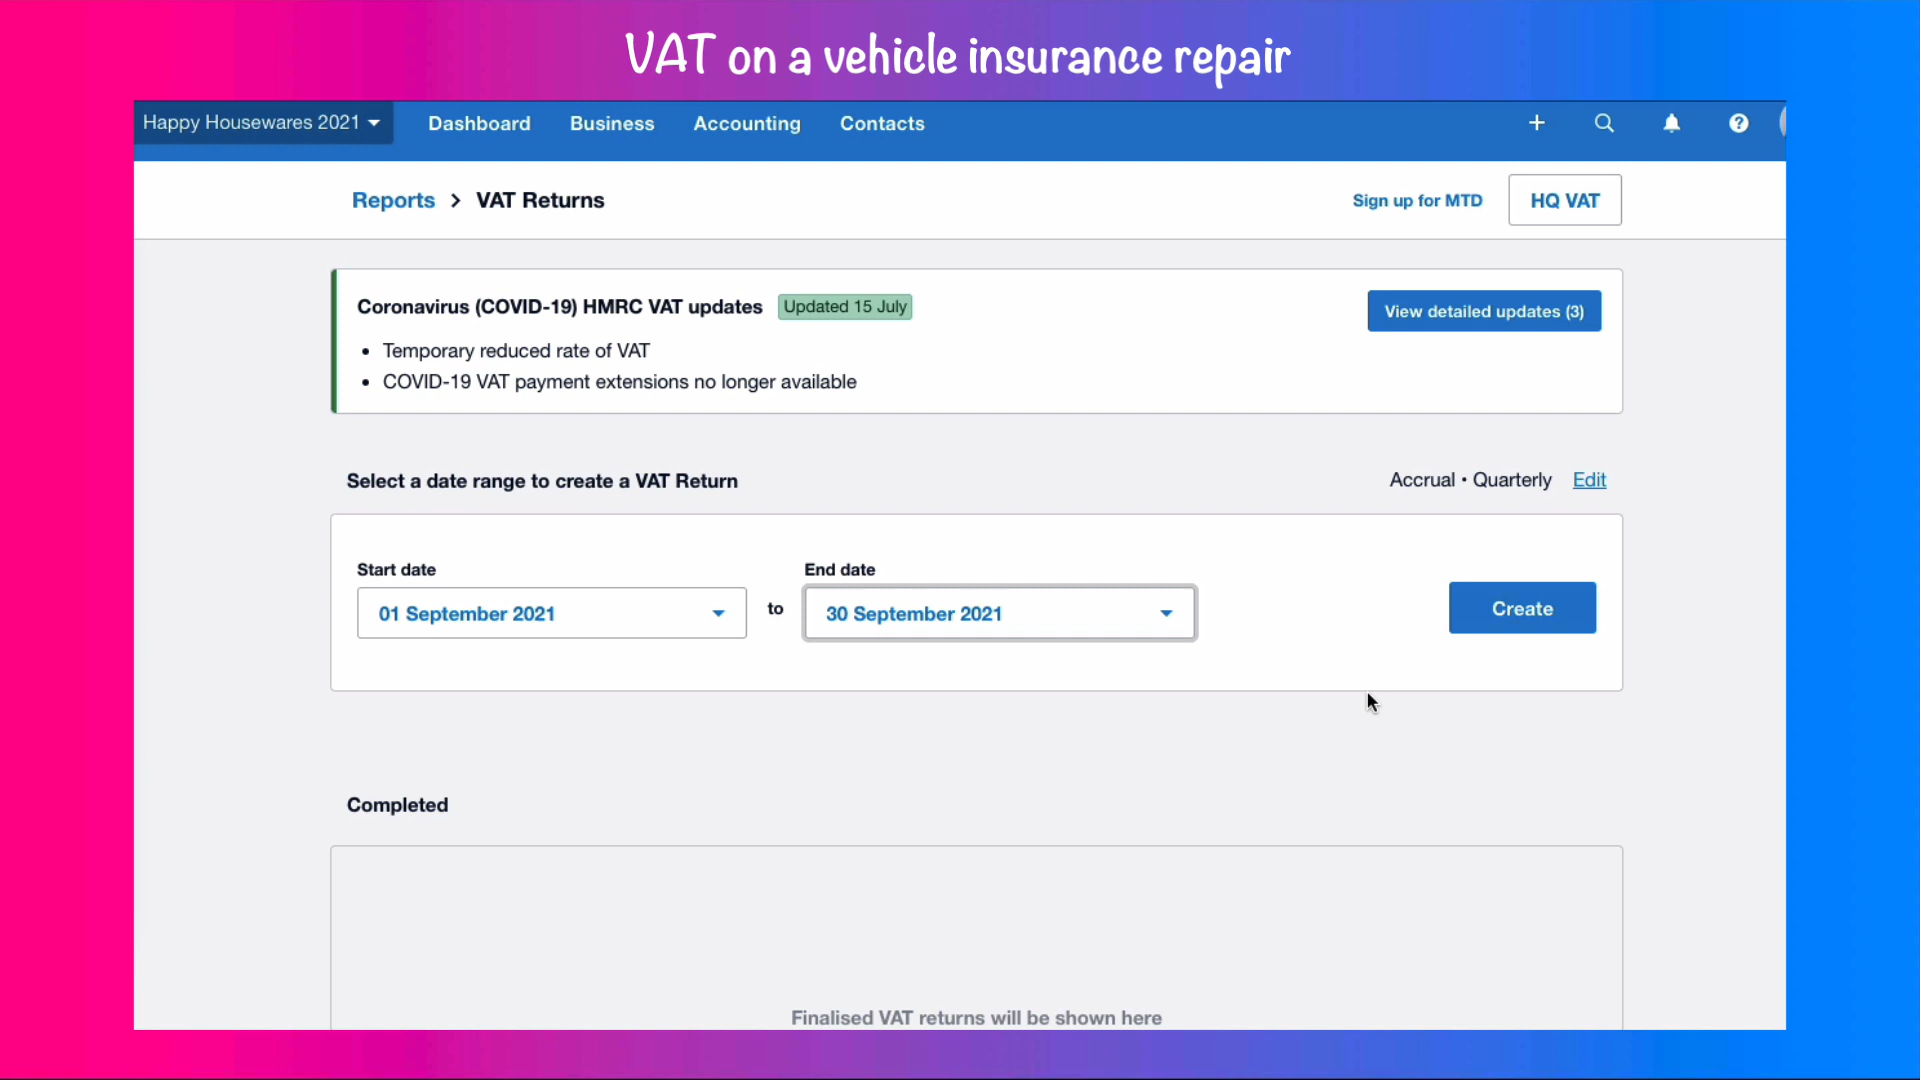 VAT on a vehicle insurance repair
Happy Housewares 2021 Dashboard Business Accounting Contacts
Reports > VAT Returns Sign up for MTD HQ VAT
Coronavirus (COVID-19) HMRC VAT updates Updated 15 July View detailed updates (3)
• Temporary reduced rate of VAT
• COVID-19 VAT payment extensions no longer available
Select a date range to create a VAT Return Accrual • Quarterly Edit
Start date End date
01 September 2021 to 30 September 2021 Create
Completed
Finalised VAT returns will be shown here